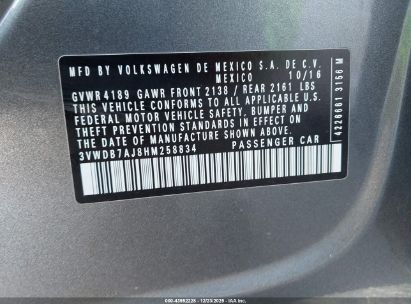 MFD BY VOLKSWAGEN DE MEXICO S.A. DE C.V.
MEXICO 10/16
GVWR 4189 GAWR FRONT 2138 / REAR 2161 LBS
THIS VEHICLE CONFORMS TO ALL APPLICABLE U.S.
FEDERAL MOTOR VEHICLE SAFETY, BUMPER AND
THEFT PREVENTION STANDARDS IN EFFECT ON THE
DATE OF MANUFACTURE SHOWN ABOVE.
3VWDB7AJ8HM258834 PASSENGER CAR
4228661 3156 M